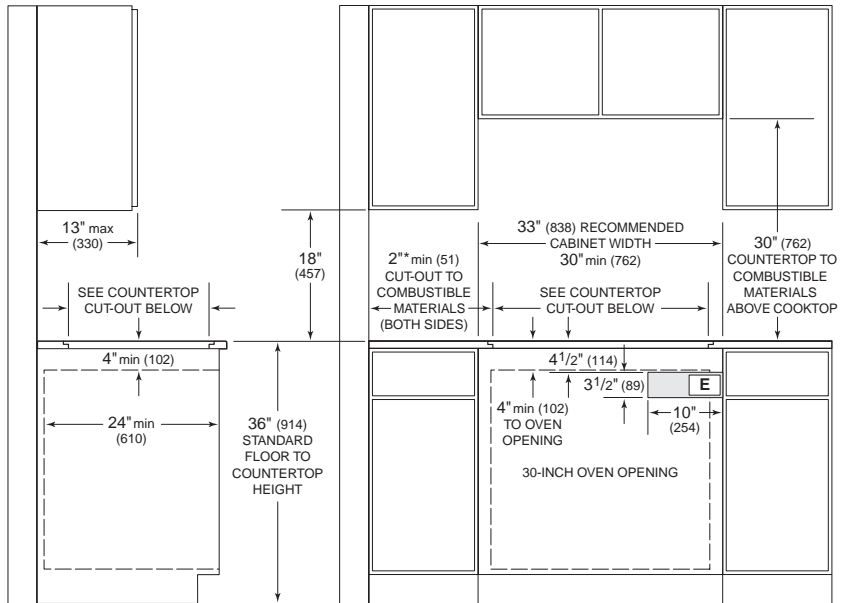 13" max
(330)
18"
(457)
SEE COUNTERTOP
CUT-OUT BELOW
4" min (102)
24" min
(610)
36" (914)
STANDARD
FLOOR TO
COUNTERTOP
HEIGHT
33" (838) RECOMMENDED
CABINET WIDTH
30" min (762)
2"* min (51)
CUT-OUT TO
COMBUSTIBLE
MATERIALS
(BOTH SIDES)
SEE COUNTERTOP
CUT-OUT BELOW
30" (762)
COUNTERTOP TO
COMBUSTIBLE
MATERIALS
ABOVE COOKTOP
4 1/2" (114)
3 1/2" (89)
E
10"
(254)
4" min (102)
TO OVEN
OPENING
30-INCH OVEN OPENING